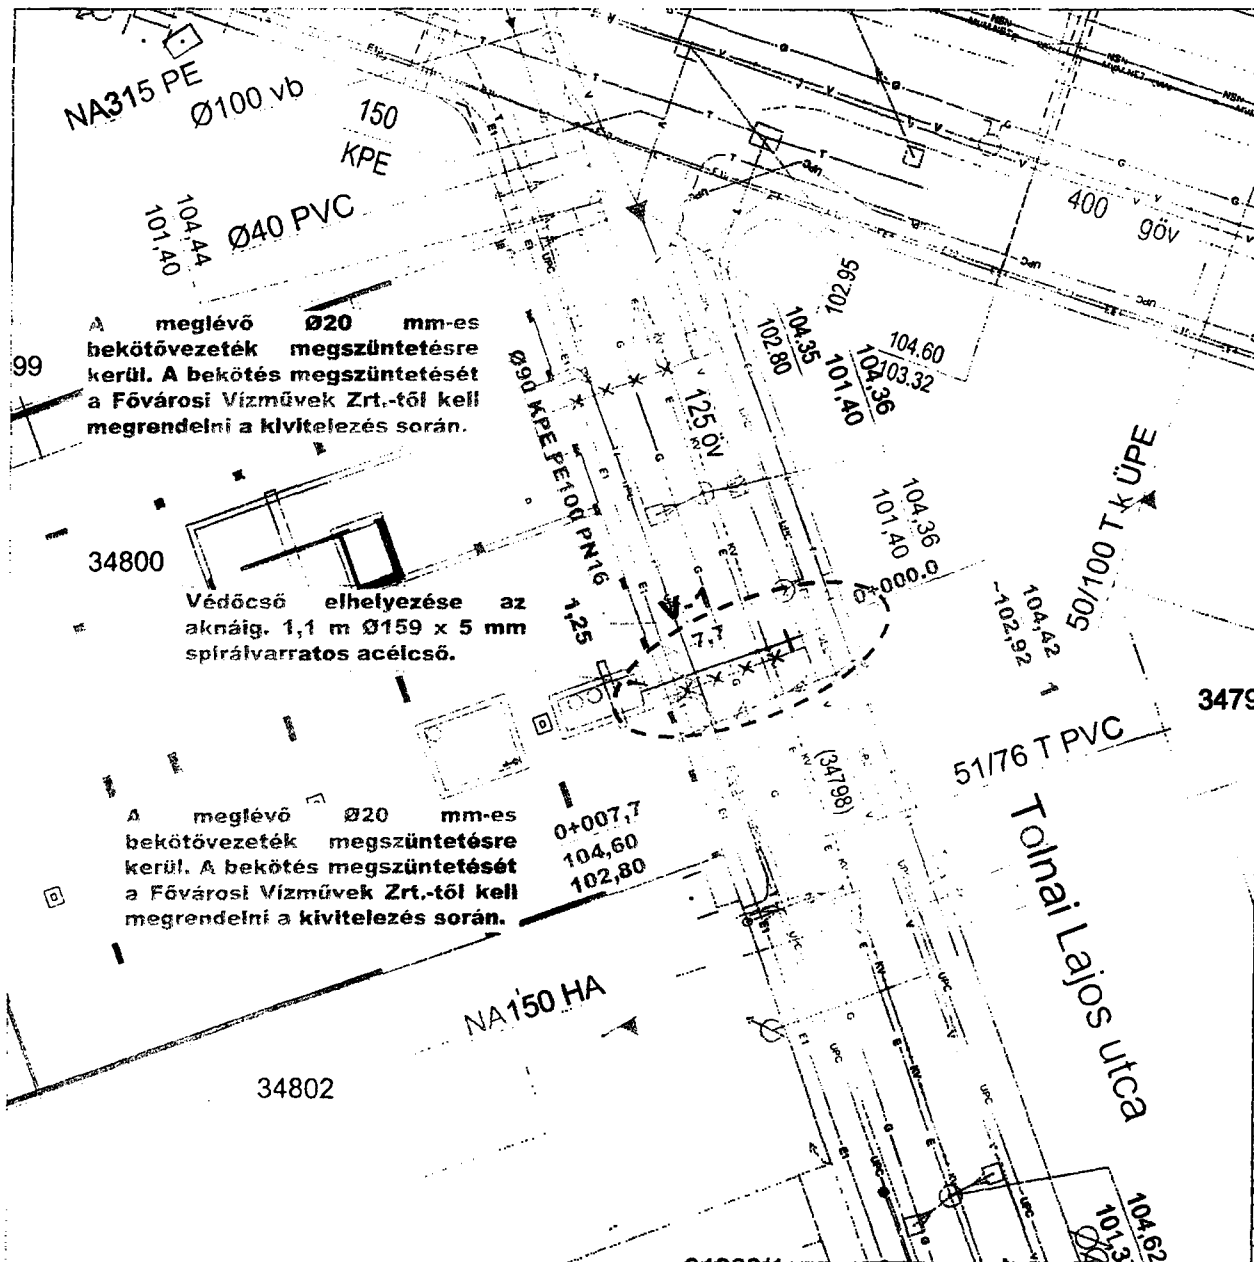 NA315 PE
Ø100 vb
150
KPE
104,44
101,40
Ø40 PVC
400 göv
102.95
104.35
102.80
104.60
103.32
104,36
101,40
99
A meglévő Ø20 mm-es
bekötővezeték megszüntetésre
kerül. A bekötés megszüntetését
a Fővárosi Vízművek Zrt.-től kell
megrendelni a kivitelezés során.
Ø90 KPE PE100 PN16
125 öv
104,36
101,40
0+000.0
50/100 T k ÜPE
34800
Védőcső elhelyezése az
aknáig. 1,1 m Ø159 x 5 mm
spirálvarratos acélcső.
1,25
-1
7,7
104,42
~102,92
1
3479
51/76 T PVC
(34798)
Tolnai Lajos utca
A meglévő Ø20 mm-es
bekötővezeték megszüntetésre
kerül. A bekötés megszüntetését
a Fővárosi Vízművek Zrt.-től kell
megrendelni a kivitelezés során.
0+007,7
104,60
102,80
NA150 HA
34802
104,62
101,3